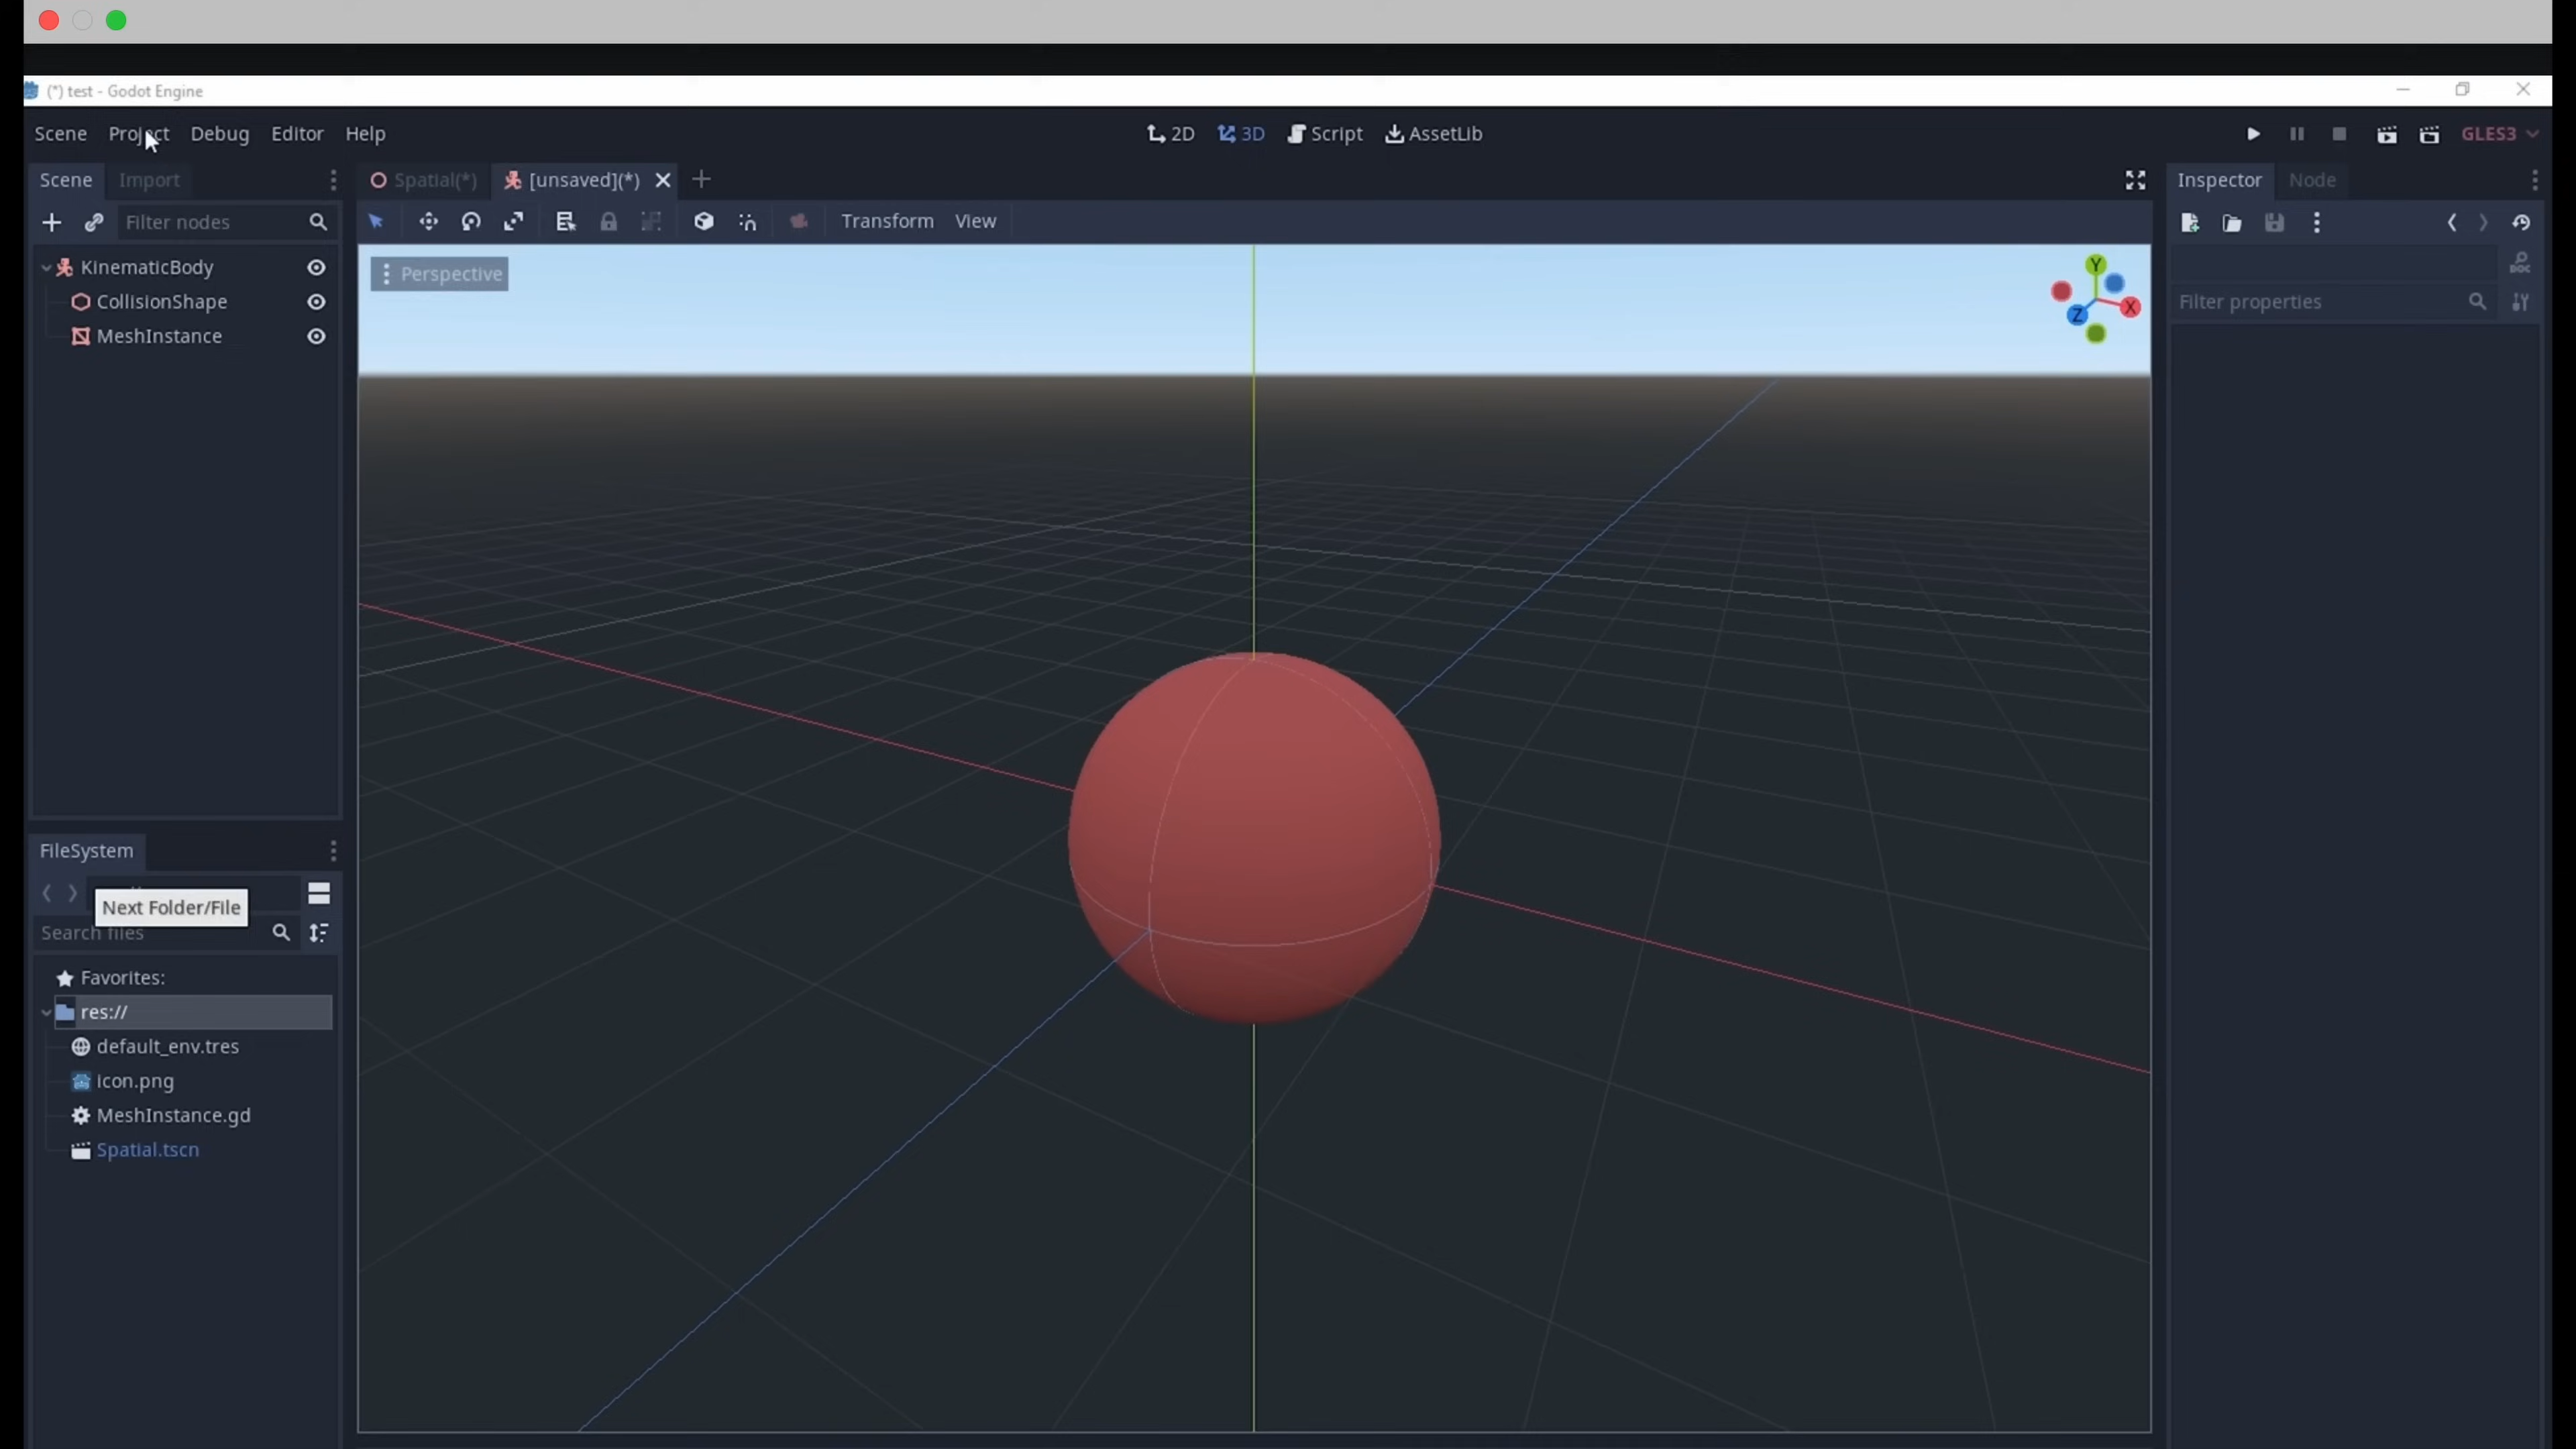 (*) test - Godot Engine
Scene Project Debug Editor Help
2D 3D Script AssetLib
GLES3
Scene Import
Spatial(*) [unsaved](*)
Inspector Node
Filter nodes
Transform View
KinematicBody
CollisionShape
MeshInstance
Perspective
Y
X
Z
DOC
Filter properties
FileSystem
Next Folder/File
Search files
Favorites:
res://
default_env.tres
icon.png
MeshInstance.gd
Spatial.tscn